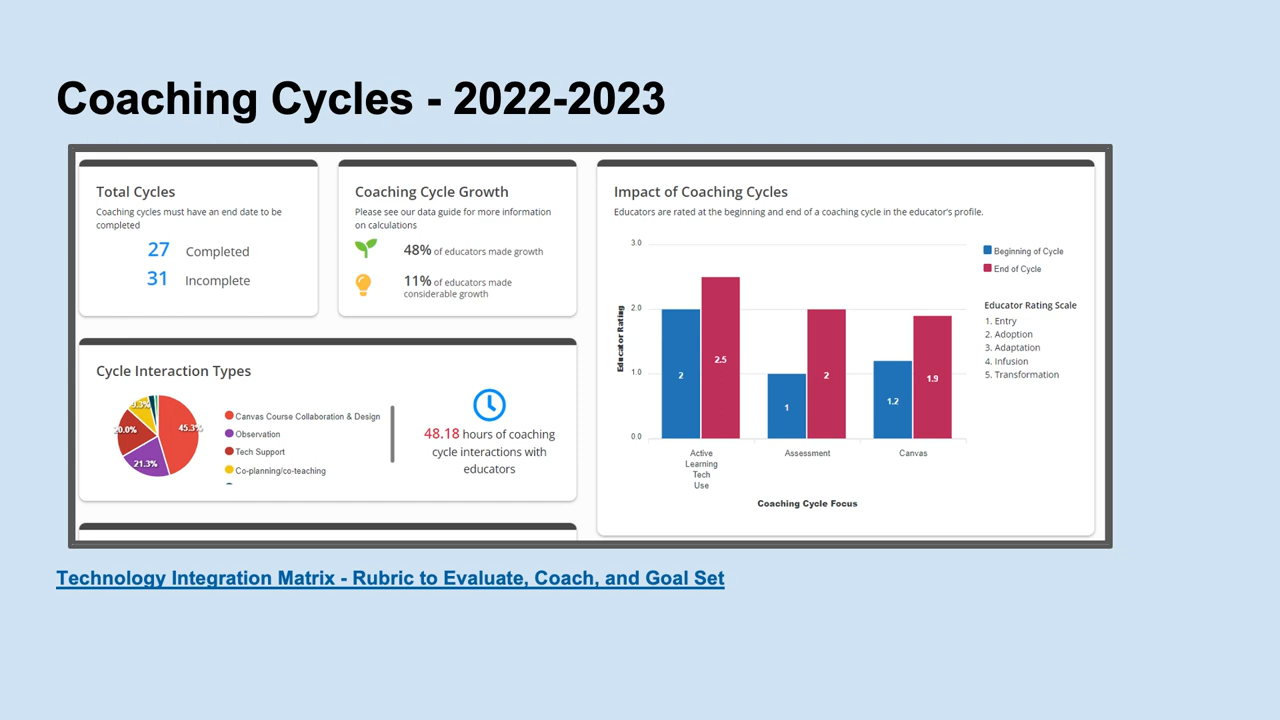 Coaching Cycles - 2022-2023
Total Cycles
Coaching cycles must have an end date to be
completed
27 Completed
31 Incomplete
Coaching Cycle Growth
Please see our data guide for more information
on calculations
48% of educators made growth
11% of educators made
considerable growth
Cycle Interaction Types
45.3%
21.3%
20.0%
9.3%
Canvas Course Collaboration & Design
Observation
Tech Support
Co-planning/co-teaching
48.18 hours of coaching
cycle interactions with
educators
Impact of Coaching Cycles
Educators are rated at the beginning and end of a coaching cycle in the educator's profile.
Educator Rating
3.0
2.0
1.0
0.0
2
2.5
1
2
1.2
1.9
Active
Learning
Tech
Use
Assessment
Canvas
Coaching Cycle Focus
Beginning of Cycle
End of Cycle
Educator Rating Scale
1. Entry
2. Adoption
3. Adaptation
4. Infusion
5. Transformation
Technology Integration Matrix - Rubric to Evaluate, Coach, and Goal Set